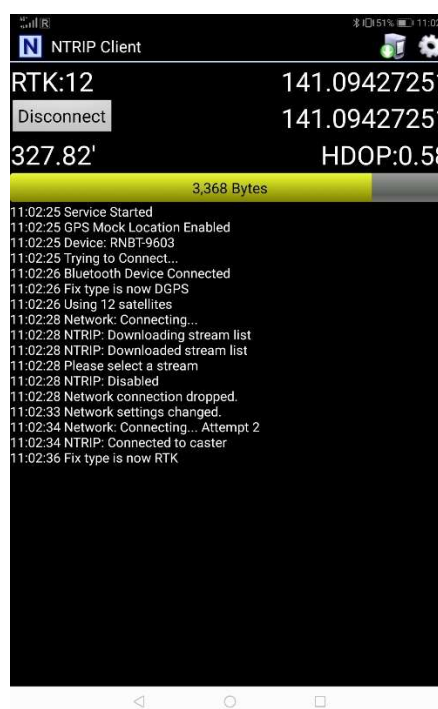 R 51% 11:02
N NTRIP Client
RTK:12 141.0942725
Disconnect 141.0942725
327.82' HDOP:0.5
3,368 Bytes
11:02:25 Service Started
11:02:25 GPS Mock Location Enabled
11:02:25 Device: RNBT-9603
11:02:25 Trying to Connect...
11:02:26 Bluetooth Device Connected
11:02:26 Fix type is now DGPS
11:02:26 Using 12 satellites
11:02:28 Network: Connecting...
11:02:28 NTRIP: Downloading stream list
11:02:28 NTRIP: Downloaded stream list
11:02:28 Please select a stream
11:02:28 NTRIP: Disabled
11:02:28 Network connection dropped.
11:02:33 Network settings changed.
11:02:34 Network: Connecting... Attempt 2
11:02:34 NTRIP: Connected to caster
11:02:36 Fix type is now RTK